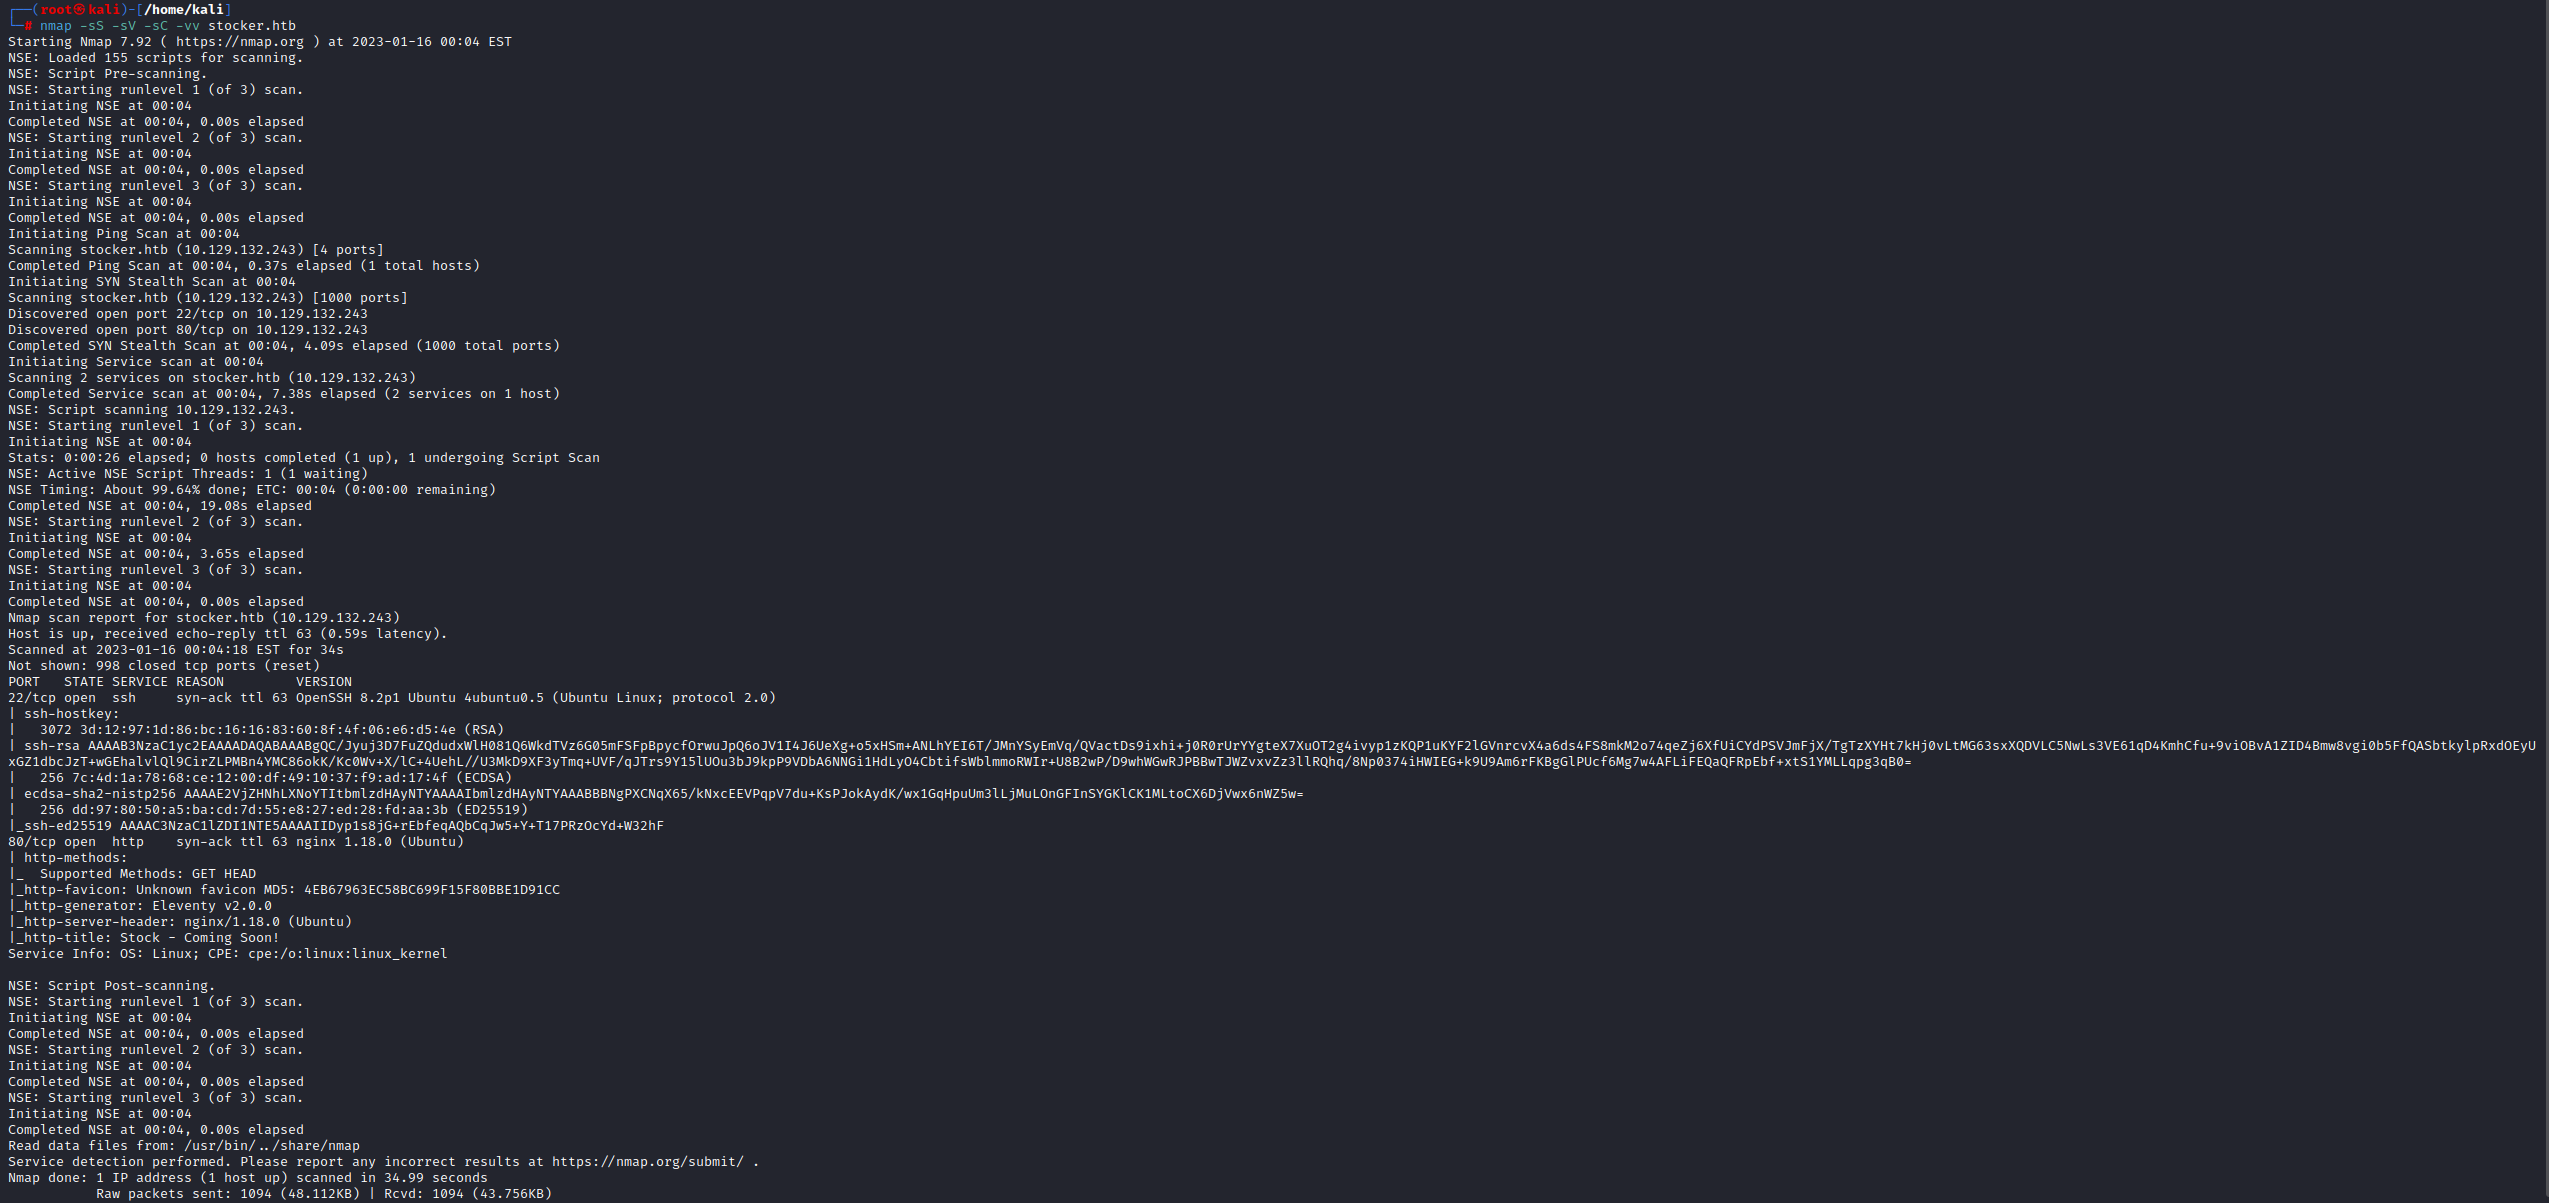 ┌──(root㉿kali)-[/home/kali]
└─# nmap -sS -sV -sC -vv stocker.htb
Starting Nmap 7.92 ( https://nmap.org ) at 2023-01-16 00:04 EST
NSE: Loaded 155 scripts for scanning.
NSE: Script Pre-scanning.
NSE: Starting runlevel 1 (of 3) scan.
Initiating NSE at 00:04
Completed NSE at 00:04, 0.00s elapsed
NSE: Starting runlevel 2 (of 3) scan.
Initiating NSE at 00:04
Completed NSE at 00:04, 0.00s elapsed
NSE: Starting runlevel 3 (of 3) scan.
Initiating NSE at 00:04
Completed NSE at 00:04, 0.00s elapsed
Initiating Ping Scan at 00:04
Scanning stocker.htb (10.129.132.243) [4 ports]
Completed Ping Scan at 00:04, 0.37s elapsed (1 total hosts)
Initiating SYN Stealth Scan at 00:04
Scanning stocker.htb (10.129.132.243) [1000 ports]
Discovered open port 22/tcp on 10.129.132.243
Discovered open port 80/tcp on 10.129.132.243
Completed SYN Stealth Scan at 00:04, 4.09s elapsed (1000 total ports)
Initiating Service scan at 00:04
Scanning 2 services on stocker.htb (10.129.132.243)
Completed Service scan at 00:04, 7.38s elapsed (2 services on 1 host)
NSE: Script scanning 10.129.132.243.
NSE: Starting runlevel 1 (of 3) scan.
Initiating NSE at 00:04
Stats: 0:00:26 elapsed; 0 hosts completed (1 up), 1 undergoing Script Scan
NSE: Active NSE Script Threads: 1 (1 waiting)
NSE Timing: About 99.64% done; ETC: 00:04 (0:00:00 remaining)
Completed NSE at 00:04, 19.08s elapsed
NSE: Starting runlevel 2 (of 3) scan.
Initiating NSE at 00:04
Completed NSE at 00:04, 3.65s elapsed
NSE: Starting runlevel 3 (of 3) scan.
Initiating NSE at 00:04
Completed NSE at 00:04, 0.00s elapsed
Nmap scan report for stocker.htb (10.129.132.243)
Host is up, received echo-reply ttl 63 (0.59s latency).
Scanned at 2023-01-16 00:04:18 EST for 34s
Not shown: 998 closed tcp ports (reset)
PORT   STATE SERVICE REASON         VERSION
22/tcp open  ssh     syn-ack ttl 63 OpenSSH 8.2p1 Ubuntu 4ubuntu0.5 (Ubuntu Linux; protocol 2.0)
| ssh-hostkey:
|   3072 3d:12:97:1d:86:bc:16:16:83:60:8f:4f:06:e6:d5:4e (RSA)
| ssh-rsa AAAAB3NzaC1yc2EAAAADAQABAAABgQC/Jyuj3D7FuZQdudxWlH081Q6WkdTVz6G05mFSFpBpycfOrwuJpQ6oJV1I4J6UeXg+o5xHSm+ANLhYEI6T/JMnYSyEmVq/QVactDs9ixhi+j0R0rUrYYgteX7XuOT2g4ivyp1zKQP1uKYF2lGVnrcvX4a6ds4FS8mkM2o74qeZj6XfUiCYdPSVJmFjX/TgTzXYHt7kHj0vLtMG63sxXQDVLC5NwLs3VE61qD4KmhCfu+9viOBvA1ZID4Bmw8vgi0b5FfQASbtkylpRxdOEyU
xGZ1dbcJzT+wGEhalvlQl9CirZLPMBn4YMC86okK/Kc0Wv+X/lC+4UehL//U3MkD9XF3yTmq+UVF/qJTrs9Y15lUOu3bJ9kpP9VDbA6NNGi1HdLyO4CbtifsWblmmoRWIr+U8B2wP/D9whWGwRJPBBwTJWZvxvZz3llRQhq/8Np0374iHWIEG+k9U9Am6rFKBgGlPUcf6Mg7w4AFLiFEQaQFRpEbf+xtS1YMLLqpg3qB0=
|   256 7c:4d:1a:78:68:ce:12:00:df:49:10:37:f9:ad:17:4f (ECDSA)
| ecdsa-sha2-nistp256 AAAAE2VjZHNhLXNoYTItbmlzdHAyNTYAAAAIbmlzdHAyNTYAAABBBNgPXCNqX65/kNxcEEVPqpV7du+KsPJokAydK/wx1GqHpuUm3lLjMuLOnGFInSYGKlCK1MLtoCX6DjVwx6nWZ5w=
|   256 dd:97:80:50:a5:ba:cd:7d:55:e8:27:ed:28:fd:aa:3b (ED25519)
|_ssh-ed25519 AAAAC3NzaC1lZDI1NTE5AAAAIIDyp1s8jG+rEbfeqAQbCqJw5+Y+T17PRzOcYd+W32hF
80/tcp open  http    syn-ack ttl 63 nginx 1.18.0 (Ubuntu)
| http-methods:
|_  Supported Methods: GET HEAD
|_http-favicon: Unknown favicon MD5: 4EB67963EC58BC699F15F80BBE1D91CC
|_http-generator: Eleventy v2.0.0
|_http-server-header: nginx/1.18.0 (Ubuntu)
|_http-title: Stock - Coming Soon!
Service Info: OS: Linux; CPE: cpe:/o:linux:linux_kernel

NSE: Script Post-scanning.
NSE: Starting runlevel 1 (of 3) scan.
Initiating NSE at 00:04
Completed NSE at 00:04, 0.00s elapsed
NSE: Starting runlevel 2 (of 3) scan.
Initiating NSE at 00:04
Completed NSE at 00:04, 0.00s elapsed
NSE: Starting runlevel 3 (of 3) scan.
Initiating NSE at 00:04
Completed NSE at 00:04, 0.00s elapsed
Read data files from: /usr/bin/../share/nmap
Service detection performed. Please report any incorrect results at https://nmap.org/submit/ .
Nmap done: 1 IP address (1 host up) scanned in 34.99 seconds
Raw packets sent: 1094 (48.112KB) | Rcvd: 1094 (43.756KB)